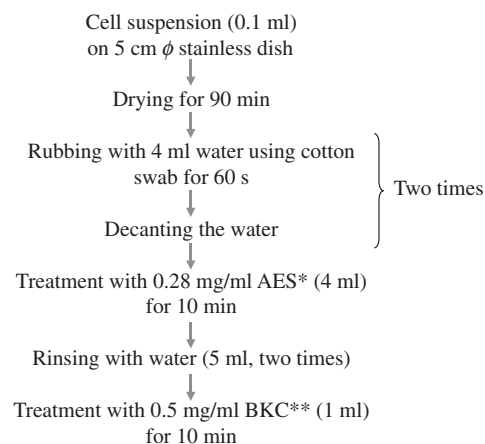 Cell suspension (0.1 ml)
on 5 cm ϕ stainless dish
Drying for 90 min
Rubbing with 4 ml water using cotton
swab for 60 s
Two times
Decanting the water
Treatment with 0.28 mg/ml AES* (4 ml)
for 10 min
Rinsing with water (5 ml, two times)
Treatment with 0.5 mg/ml BKC** (1 ml)
for 10 min